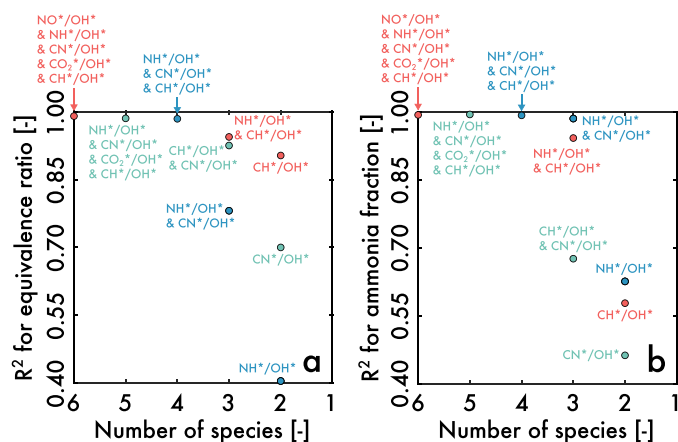 NO*/OH*
& NH*/OH*
& CN*/OH*
& CO₂*/OH*
& CH*/OH*
NH*/OH*
& CN*/OH*
& CH*/OH*
NH*/OH*
& CN*/OH*
& CO₂*/OH*
& CH*/OH*
NH*/OH*
& CH*/OH*
CH*/OH*
& CN*/OH*
CH*/OH*
NH*/OH*
& CN*/OH*
CN*/OH*
NH*/OH*
a
R² for equivalence ratio [-]
1.00
0.85
0.70
0.55
0.40
6 5 4 3 2 1
Number of species [-]
NO*/OH*
& NH*/OH*
& CN*/OH*
& CO₂*/OH*
& CH*/OH*
NH*/OH*
& CN*/OH*
& CH*/OH*
NH*/OH*
& CN*/OH*
& CO₂*/OH*
& CH*/OH*
NH*/OH*
& CN*/OH*
NH*/OH*
& CH*/OH*
CH*/OH*
& CN*/OH*
NH*/OH*
CH*/OH*
CN*/OH*
b
R² for ammonia fraction [-]
1.00
0.85
0.70
0.55
0.40
6 5 4 3 2 1
Number of species [-]